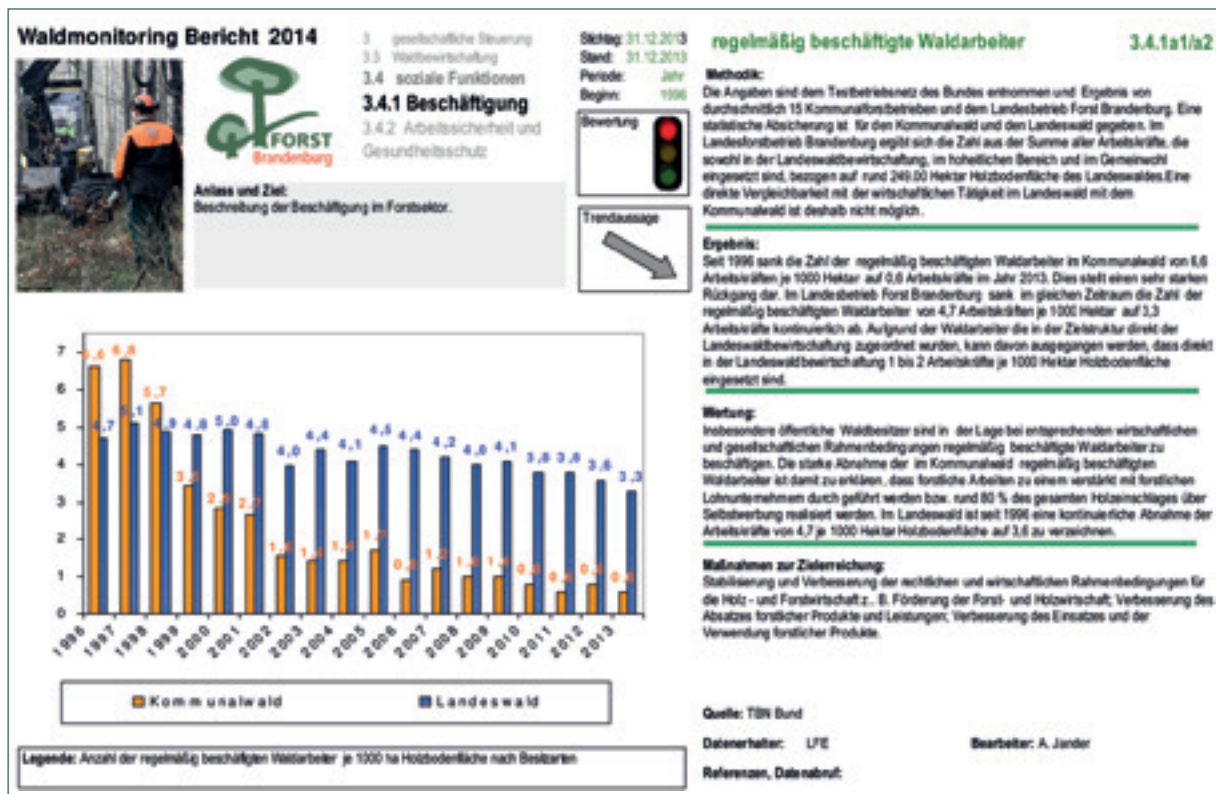 Waldmonitoring Bericht 2014
FORST
Brandenburg
3 gesellschaftliche Steuerung
3.3 Waldbewirtschaftung
3.4 soziale Funktionen
3.4.1 Beschäftigung
3.4.2 Arbeitssicherheit und
Gesundheitsschutz
Stichtag: 31.12.2013
Stand: 31.12.2013
Periode: Jahr
Beginn: 1996
Bewertung
Trendaussage
Anlass und Ziel:
Beschreibung der Beschäftigung im Forstsektor.
7
6
5
4
3
2
1
0
6,6 6,8 5,7
4,7 5,1 4,9 4,8 5,0 4,8 4,0 4,4 4,1 4,5 4,4 4,2 4,0 4,1 3,8 3,8 3,6 3,3
1996 1997 1998 1999 2000 2001 2002 2003 2004 2005 2006 2007 2008 2009 2010 2011 2012 2013
Kommunalwald Landeswald
Legende: Anzahl der regelmäßig beschäftigten Waldarbeiter je 1000 ha Holzbodenfläche nach Besitzarten
regelmäßig beschäftigte Waldarbeiter 3.4.1a1/a2
Methodik:
Die Angaben sind dem Testbetriebsnetz des Bundes entnommen und Ergebnis von
durchschnittlich 15 Kommunalforstbetrieben und dem Landesbetrieb Forst Brandenburg. Eine
statistische Absicherung ist für den Kommunalwald und den Landeswald gegeben. Im
Landesforstbetrieb Brandenburg ergibt sich die Zahl aus der Summe aller Arbeitskräfte, die
sowohl in der Landeswaldbewirtschaftung, im hoheitlichen Bereich und im Gemeinwohl
eingesetzt sind, bezogen auf rund 249.00 Hektar Holzbodenfläche des Landeswaldes.Eine
direkte Vergleichbarkeit mit der wirtschaftlichen Tätigkeit im Landeswald mit dem
Kommunalwald ist deshalb nicht möglich.
Ergebnis:
Seit 1996 sank die Zahl der regelmäßig beschäftigten Waldarbeiter im Kommunalwald von 6,6
Arbeitskräften je 1000 Hektar auf 0,6 Arbeitskräfte im Jahr 2013. Dies stellt einen sehr starken
Rückgang dar. Im Landesbetrieb Forst Brandenburg sank im gleichen Zeitraum die Zahl der
regelmäßig beschäftigten Waldarbeiter von 4,7 Arbeitskräften je 1000 Hektar auf 3,3
Arbeitskräfte kontinuierlich ab. Aufgrund der Waldarbeiter die in der Zielstruktur direkt der
Landeswaldbewirtschaftung zugeordnet wurden, kann davon ausgegangen werden, dass direkt
in der Landeswaldbewirtschaftung 1 bis 2 Arbeitskräfte je 1000 Hektar Holzbodenfläche
eingesetzt sind.
Wertung:
Insbesondere öffentliche Waldbesitzer sind in der Lage bei entsprechenden wirtschaftlichen
und gesellschaftlichen Rahmenbedingungen regelmäßig beschäftigte Waldarbeiter zu
beschäftigen. Die starke Abnahme der im Kommunalwald regelmäßig beschäftigten
Waldarbeiter ist damit zu erklären, dass forstliche Arbeiten zu einem verstärkt mit forstlichen
Lohnunternehmern durch geführt werden bzw. rund 80 % des gesamten Holzeinschlages über
Selbstwerbung realisiert werden. Im Landeswald ist seit 1996 eine kontinuierliche Abnahme der
Arbeitskräfte von 4,7 je 1000 Hektar Holzbodenfläche auf 3,6 zu verzeichnen.
Maßnahmen zur Zielerreichung:
Stabilisierung und Verbesserung der rechtlichen und wirtschaftlichen Rahmenbedingungen für
die Holz - und Forstwirtschaft z.. B. Förderung der Forst- und Holzwirtschaft; Verbesserung des
Absatzes forstlicher Produkte und Leistungen; Verbesserung des Einsatzes und der
Verwendung forstlicher Produkte.
Quelle: TBN Bund
Datenerhalter: LFE Bearbeiter: A. Jander
Referenzen, Datenabruf: